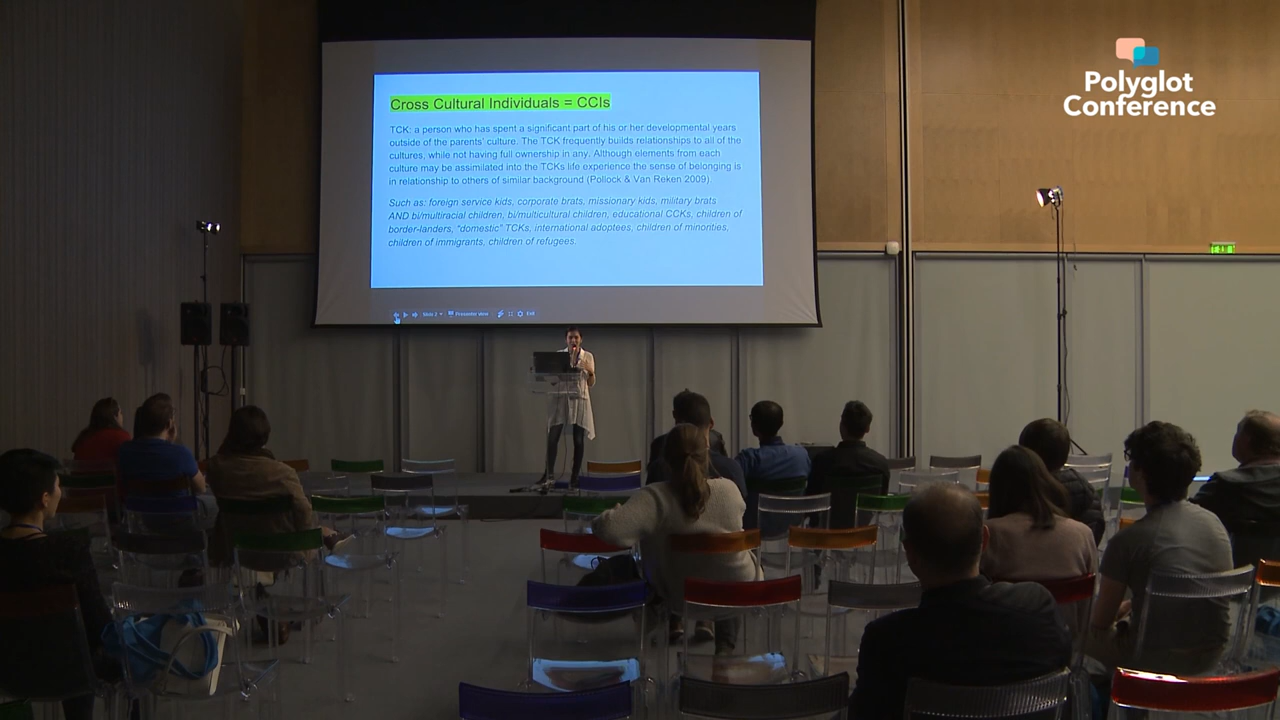 Polyglot
Conference
Cross Cultural Individuals = CCIs
TCK: a person who has spent a significant part of his or her developmental years
outside of the parents' culture. The TCK frequently builds relationships to all of the
cultures, while not having full ownership in any. Although elements from each
culture may be assimilated into the TCKs life experience the sense of belonging is
in relationship to others of similar background (Pollock & Van Reken 2009).
Such as: foreign service kids, corporate brats, missionary kids, military brats
AND bi/multiracial children, bi/multicultural children, educational CCKs, children of
border-landers, "domestic" TCKs, international adoptees, children of minorities,
children of immigrants, children of refugees.
Slide 2 Presenter view Exit